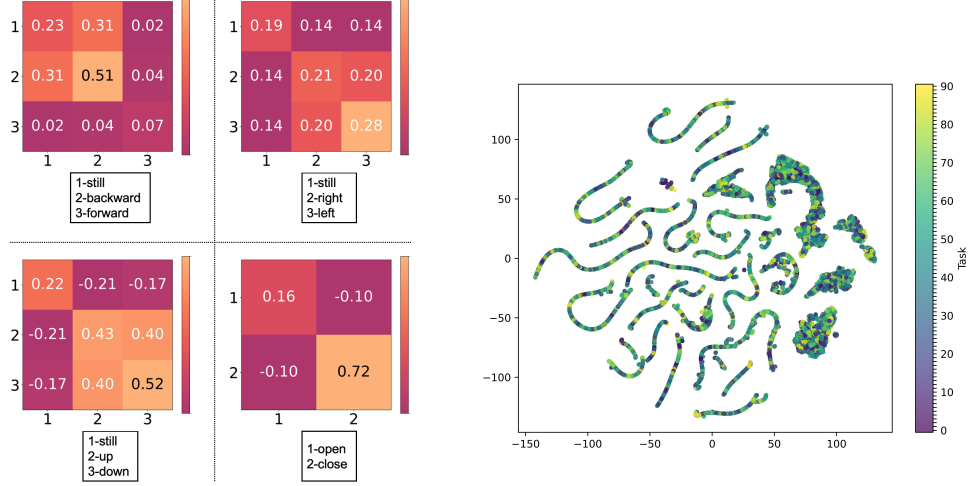 1 0.23 0.31 0.02
2 0.31 0.51 0.04
3 0.02 0.04 0.07
1 2 3
1-still
2-backward
3-forward
1 0.19 0.14 0.14
2 0.14 0.21 0.20
3 0.14 0.20 0.28
1 2 3
1-still
2-right
3-left
1 0.22 -0.21 -0.17
2 -0.21 0.43 0.40
3 -0.17 0.40 0.52
1 2 3
1-still
2-up
3-down
1 0.16 -0.10
2 -0.10 0.72
1 2
1-open
2-close
100
50
0
−50
−100
−150 −100 −50 0 50 100
90
80
70
60
50
40
30
20
10
0
Task